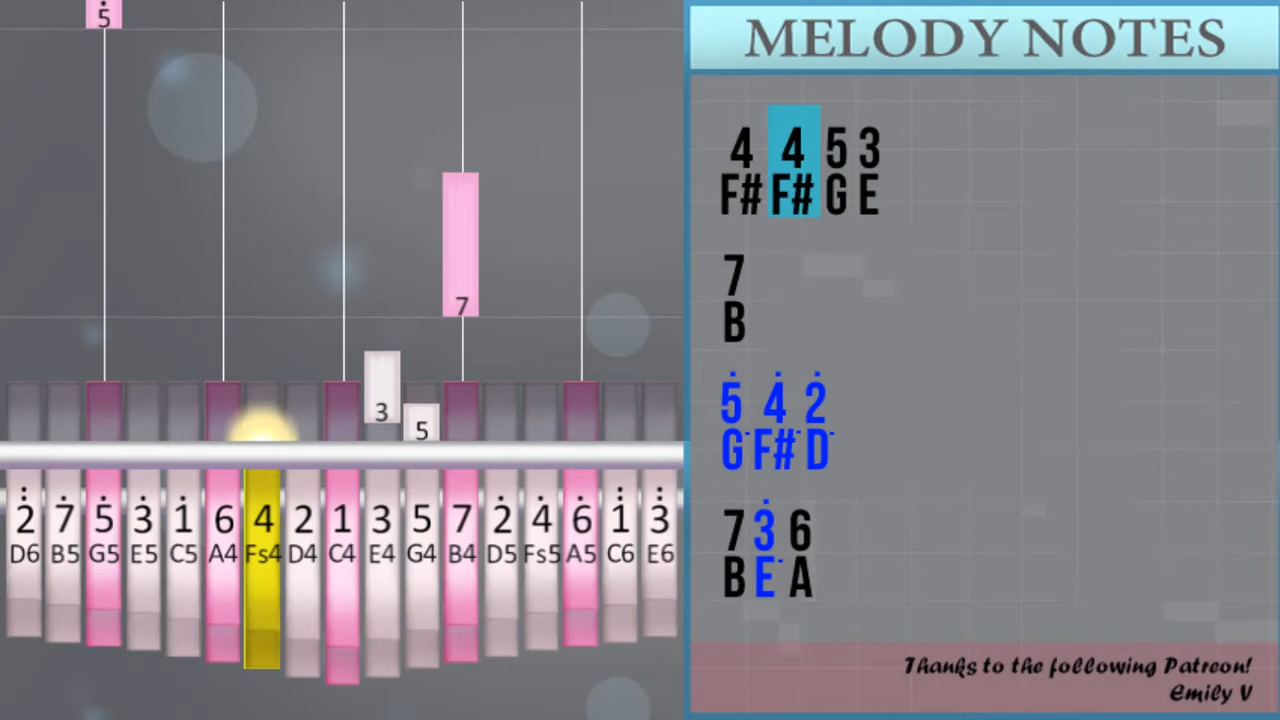 5
7
3
5
2 7 5 3 1 6 4 2 1 3 5 7 2 4 6 1 3
D6 B5 G5 E5 C5 A4 Fs4 D4 C4 E4 G4 B4 D5 Fs5 A5 C6 E6
MELODY NOTES
4 4 5 3
F# F# G E
7
B
5 4 2
G F# D
7 3 6
B E A
Thanks to the following Patreon!
Emily V